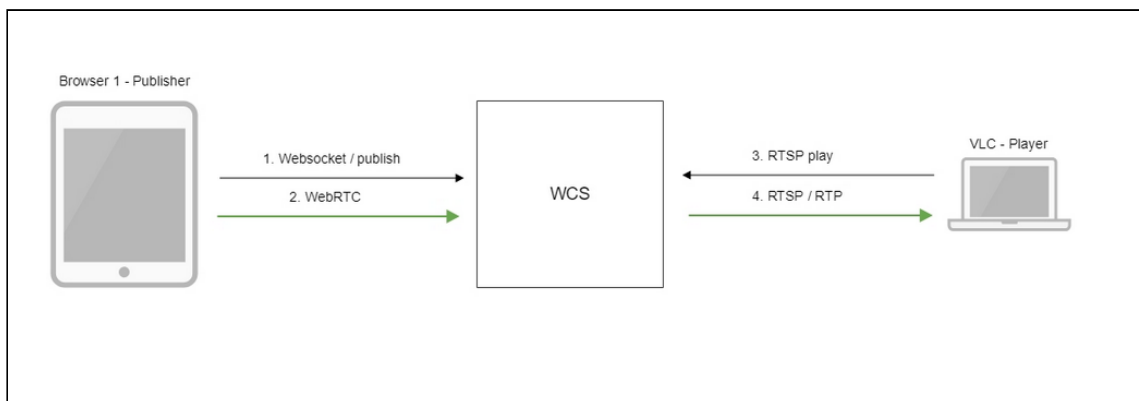 Browser 1 - Publisher
1. Websocket / publish
2. WebRTC
WCS
3. RTSP play
4. RTSP / RTP
VLC - Player